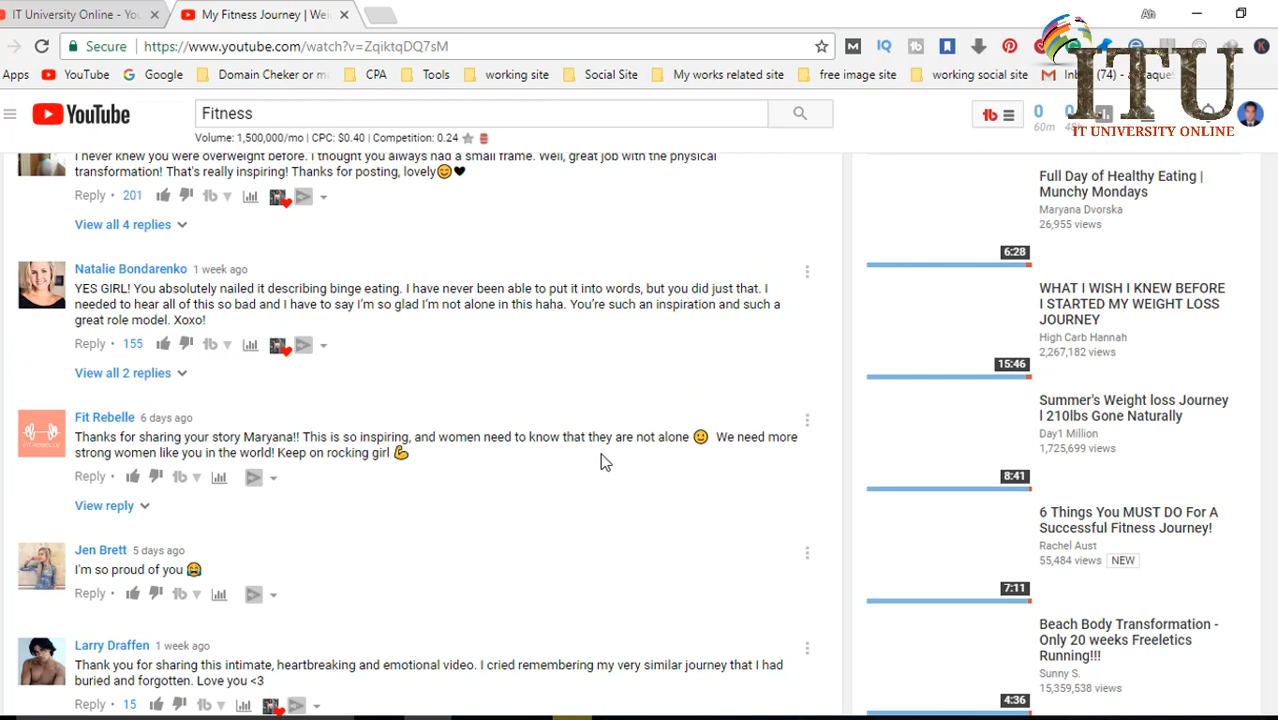 IT University Online - You
My Fitness Journey | Wei
Ah
Secure
https://www.youtube.com/watch?v=ZqiktqDQ7sM
Apps
YouTube
Google
Domain Cheker or m
CPA
Tools
working site
Social Site
My works related site
free image site
working social site
ITU
IT UNIVERSITY ONLINE
YouTube
Fitness
0
60m
Volume: 1,500,000/mo | CPC: $0.40 | Competition: 0.24
I never knew you were overweight before. I thought you always had a small frame. Well, great job with the physical
transformation! That's really inspiring! Thanks for posting, lovely😊🖤
Reply • 201
View all 4 replies
Natalie Bondarenko 1 week ago
YES GIRL! You absolutely nailed it describing binge eating. I have never been able to put it into words, but you did just that. I
needed to hear all of this so bad and I have to say I'm so glad I'm not alone in this haha. You're such an inspiration and such a
great role model. Xoxo!
Reply • 155
View all 2 replies
Fit Rebelle 6 days ago
Thanks for sharing your story Maryana!! This is so inspiring, and women need to know that they are not alone 🙂 We need more
strong women like you in the world! Keep on rocking girl 💪
Reply •
View reply
Jen Brett 5 days ago
I'm so proud of you 😭
Reply •
Larry Draffen 1 week ago
Thank you for sharing this intimate, heartbreaking and emotional video. I cried remembering my very similar journey that I had
buried and forgotten. Love you <3
Reply • 15
Full Day of Healthy Eating |
Munchy Mondays
Maryana Dvorska
26,955 views
6:28
WHAT I WISH I KNEW BEFORE
I STARTED MY WEIGHT LOSS
JOURNEY
High Carb Hannah
2,267,182 views
15:46
Summer's Weight loss Journey
l 210lbs Gone Naturally
Day1 Million
1,725,699 views
8:41
6 Things You MUST DO For A
Successful Fitness Journey!
Rachel Aust
55,484 views NEW
7:11
Beach Body Transformation -
Only 20 weeks Freeletics
Running!!!
Sunny S.
15,359,538 views
4:36